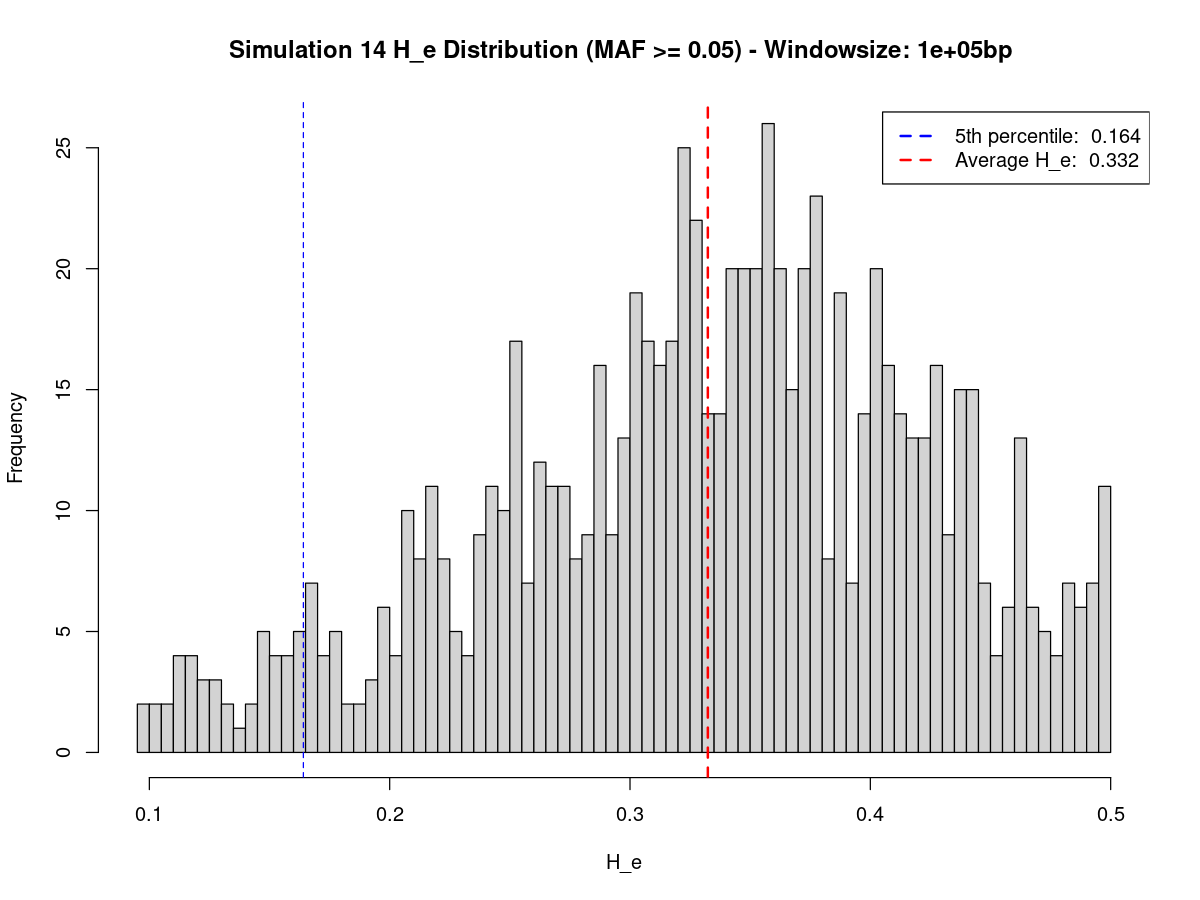 Simulation 14 H_e Distribution (MAF >= 0.05) - Windowsize: 1e+05bp
5th percentile: 0.164
Average H_e: 0.332
Frequency
25
20
15
10
5
0
0.1 0.2 0.3 0.4 0.5
H_e